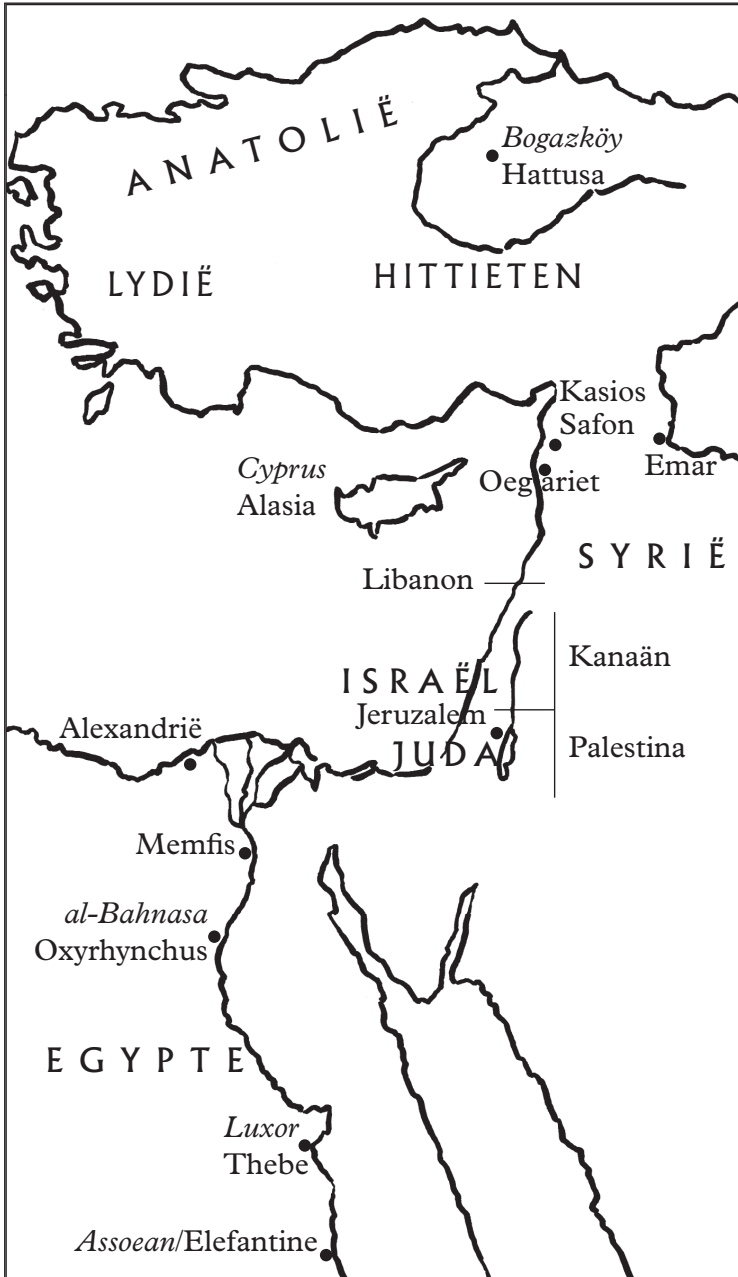 ANATOLIË
Bogazköy
Hattusa
LYDIË
HITTIETEN
Kasios
Safon
Cyprus
Alasia
Oegariet
Emar
SYRIË
Libanon
Kanaän
ISRAËL
Jeruzalem
JUDA
Palestina
Alexandrië
Memfis
al-Bahnasa
Oxyrhynchus
EGYPTE
Luxor
Thebe
Assoean/Elefantine